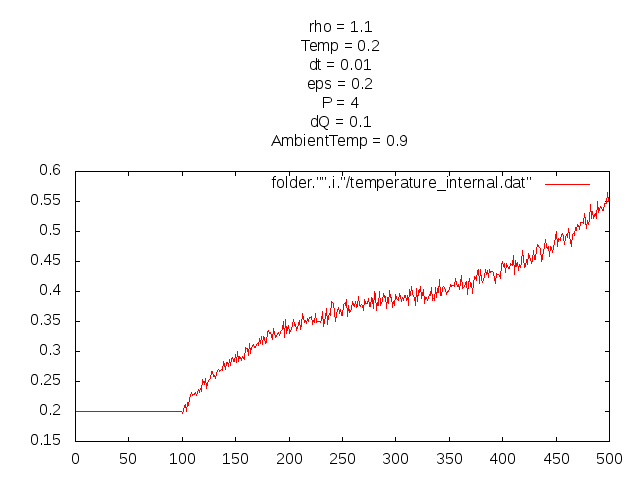 rho = 1.1
Temp = 0.2
dt = 0.01
eps = 0.2
P = 4
dQ = 0.1
AmbientTemp = 0.9
folder."".i."/temperature_internal.dat"
0.6
0.55
0.5
0.45
0.4
0.35
0.3
0.25
0.2
0.15
0 50 100 150 200 250 300 350 400 450 500